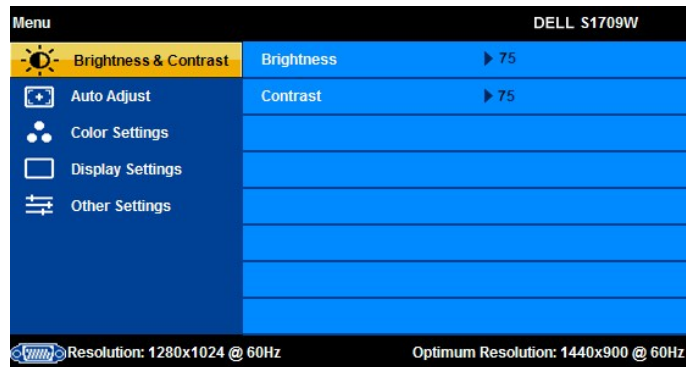 Menu DELL S1709W
Brightness & Contrast Brightness 75
Auto Adjust Contrast 75
Color Settings
Display Settings
Other Settings
Resolution: 1280x1024 @ 60Hz Optimum Resolution: 1440x900 @ 60Hz